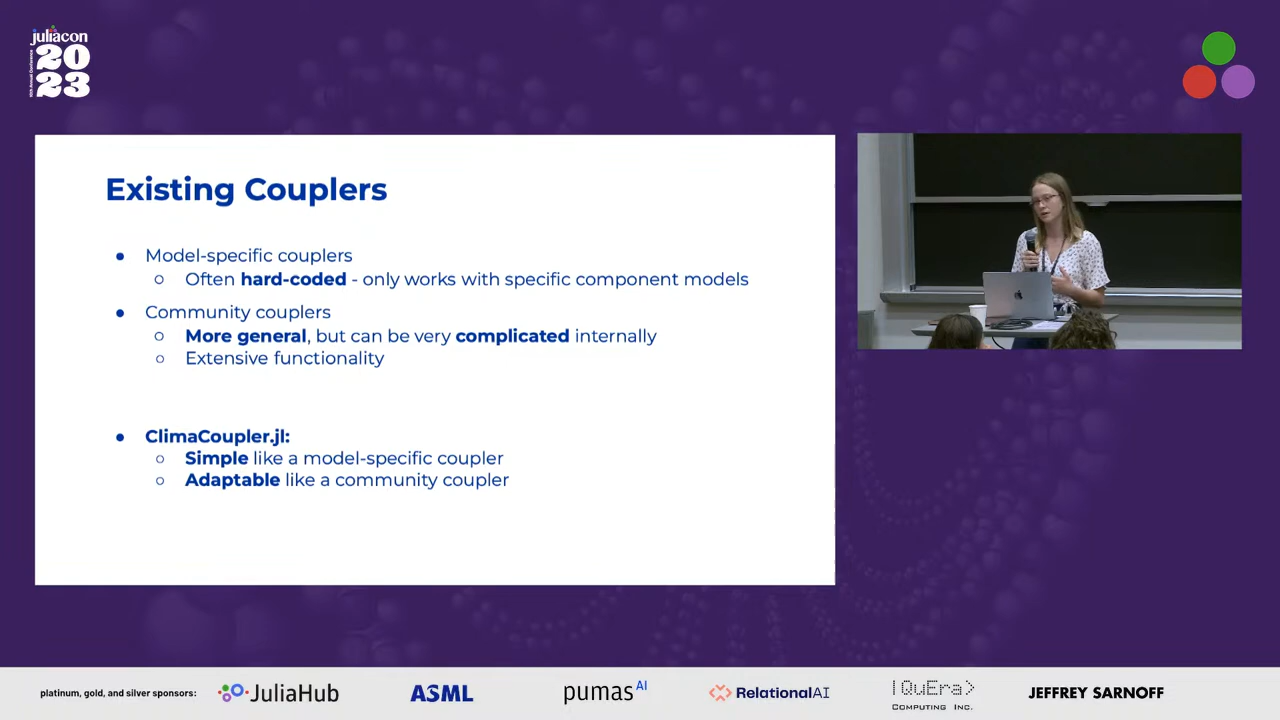 juliacon
20
23
Existing Couplers
● Model-specific couplers
○ Often hard-coded - only works with specific component models
● Community couplers
○ More general, but can be very complicated internally
○ Extensive functionality
● ClimaCoupler.jl:
○ Simple like a model-specific coupler
○ Adaptable like a community coupler
platinum, gold, and silver sponsors:
JuliaHub
ASML
pumas AI
RelationalAI
|QuEra>
COMPUTING INC.
JEFFREY SARNOFF